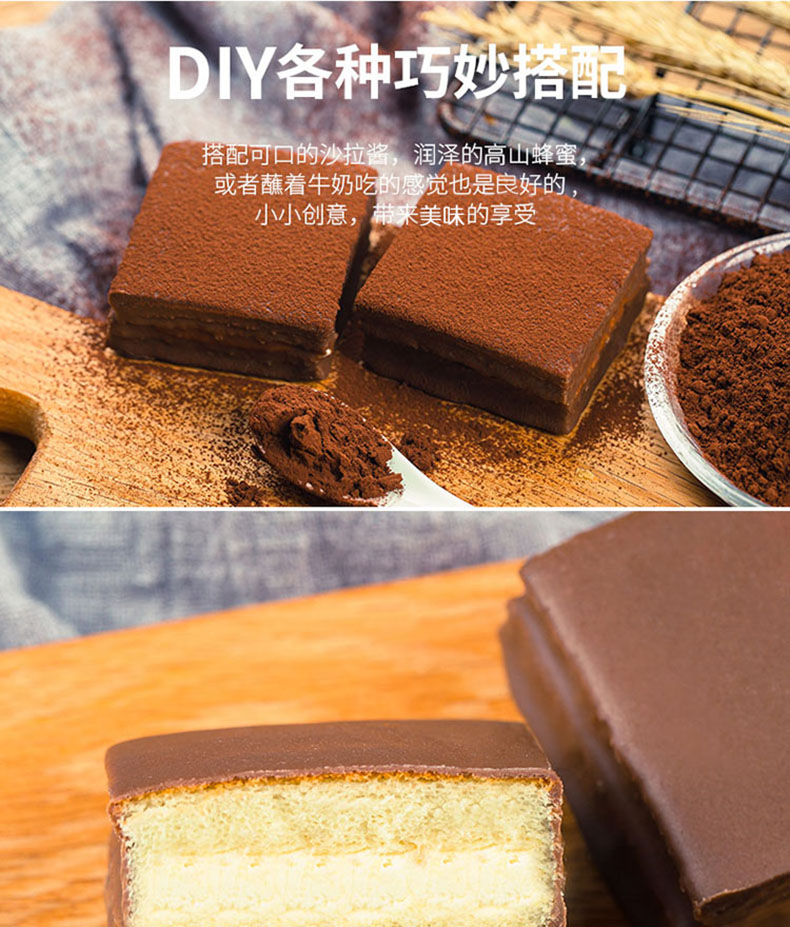 DIY各种巧妙搭配
搭配可口的沙拉酱，润泽的高山蜂蜜，
或者蘸着牛奶吃的感觉也是良好的，
小小创意，带来美味的享受